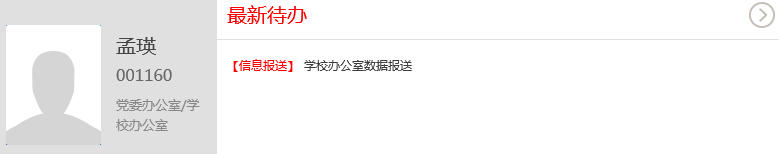 孟瑛
001160
党委办公室/学
校办公室
最新待办
【信息报送】 学校办公室数据报送